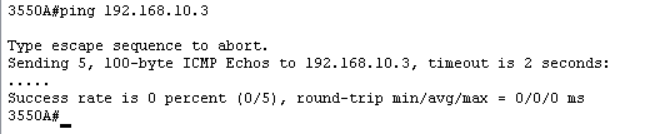 3550A#ping 192.168.10.3
Type escape sequence to abort.
Sending 5, 100-byte ICMP Echos to 192.168.10.3, timeout is 2 seconds:
.....
Success rate is 0 percent (0/5), round-trip min/avg/max = 0/0/0 ms
3550A#_